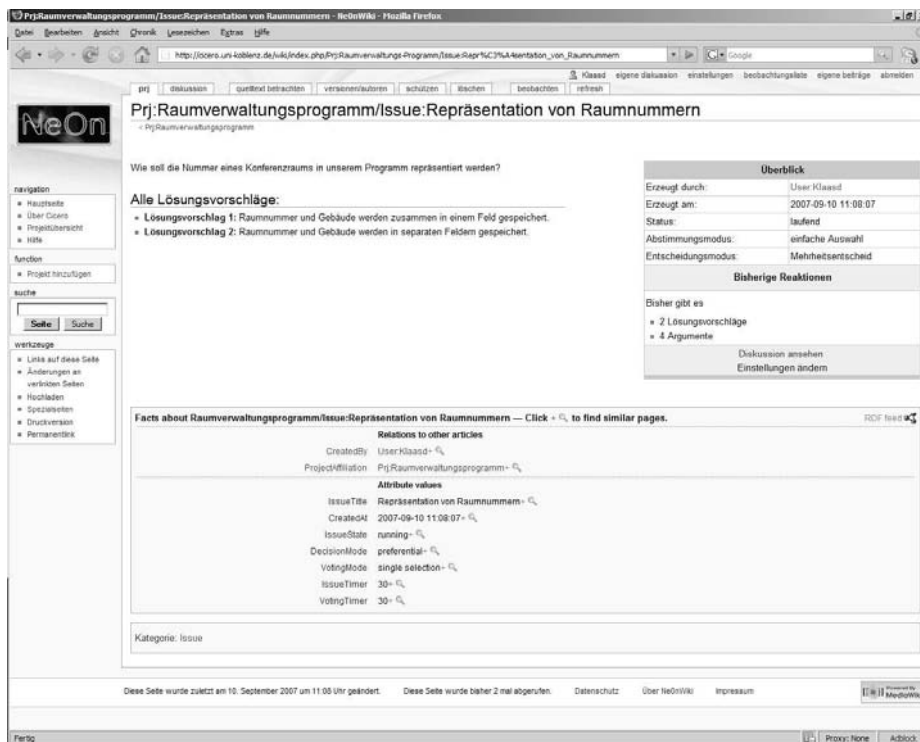 Prj:Raumverwaltungsprogramm/Issue:Repräsentation von Raumnummern - NeOnWiki - Mozilla Firefox
Datei Bearbeiten Ansicht Chronik Lesezeichen Extras Hilfe
http://cicero.uni-koblenz.de/wiki/index.php/Prj:Raumverwaltungs-Programm/Issue:Repr%C3%A4sentation_von_Raumnummern
Google
Klaasd eigene diskussion einstellungen beobachtungsliste eigene beiträge abmelden
prj diskussion quelltext betrachten versionen/autoren schützen löschen beobachten refresh
NeOn
Prj:Raumverwaltungsprogramm/Issue:Repräsentation von Raumnummern
< Prj:Raumverwaltungsprogramm
Wie soll die Nummer eines Konferenzraums in unserem Programm repräsentiert werden?
Alle Lösungsvorschläge:
Lösungsvorschlag 1: Raumnummer und Gebäude werden zusammen in einem Feld gespeichert.
Lösungsvorschlag 2: Raumnummer und Gebäude werden in separaten Feldern gespeichert.
Überblick
Erzeugt durch: User:Klaasd
Erzeugt am: 2007-09-10 11:08:07
Status: laufend
Abstimmungsmodus: einfache Auswahl
Entscheidungsmodus: Mehrheitsentscheid
Bisherige Reaktionen
Bisher gibt es
2 Lösungsvorschläge
4 Argumente
Diskussion ansehen
Einstellungen ändern
navigation
Hauptseite
Über Cicero
Projektübersicht
Hilfe
function
Projekt hinzufügen
suche
Seite Suche
werkzeuge
Links auf diese Seite
Änderungen an
verlinkten Seiten
Hochladen
Spezialseiten
Druckversion
Permanentlink
Facts about Raumverwaltungsprogramm/Issue:Repräsentation von Raumnummern — Click + to find similar pages. RDF feed
Relations to other articles
CreatedBy User:Klaasd+
ProjectAffiliation Prj:Raumverwaltungsprogramm+
Attribute values
IssueTitle Repräsentation von Raumnummern+
CreatedAt 2007-09-10 11:08:07+
IssueState running+
DecisionMode preferential+
VotingMode single selection+
IssueTimer 30+
VotingTimer 30+
Kategorie: Issue
Diese Seite wurde zuletzt am 10. September 2007 um 11:08 Uhr geändert. Diese Seite wurde bisher 2 mal abgerufen. Datenschutz Über NeOnWiki Impressum
Powered By
MediaWiki
Fertig Proxy: None Adblock